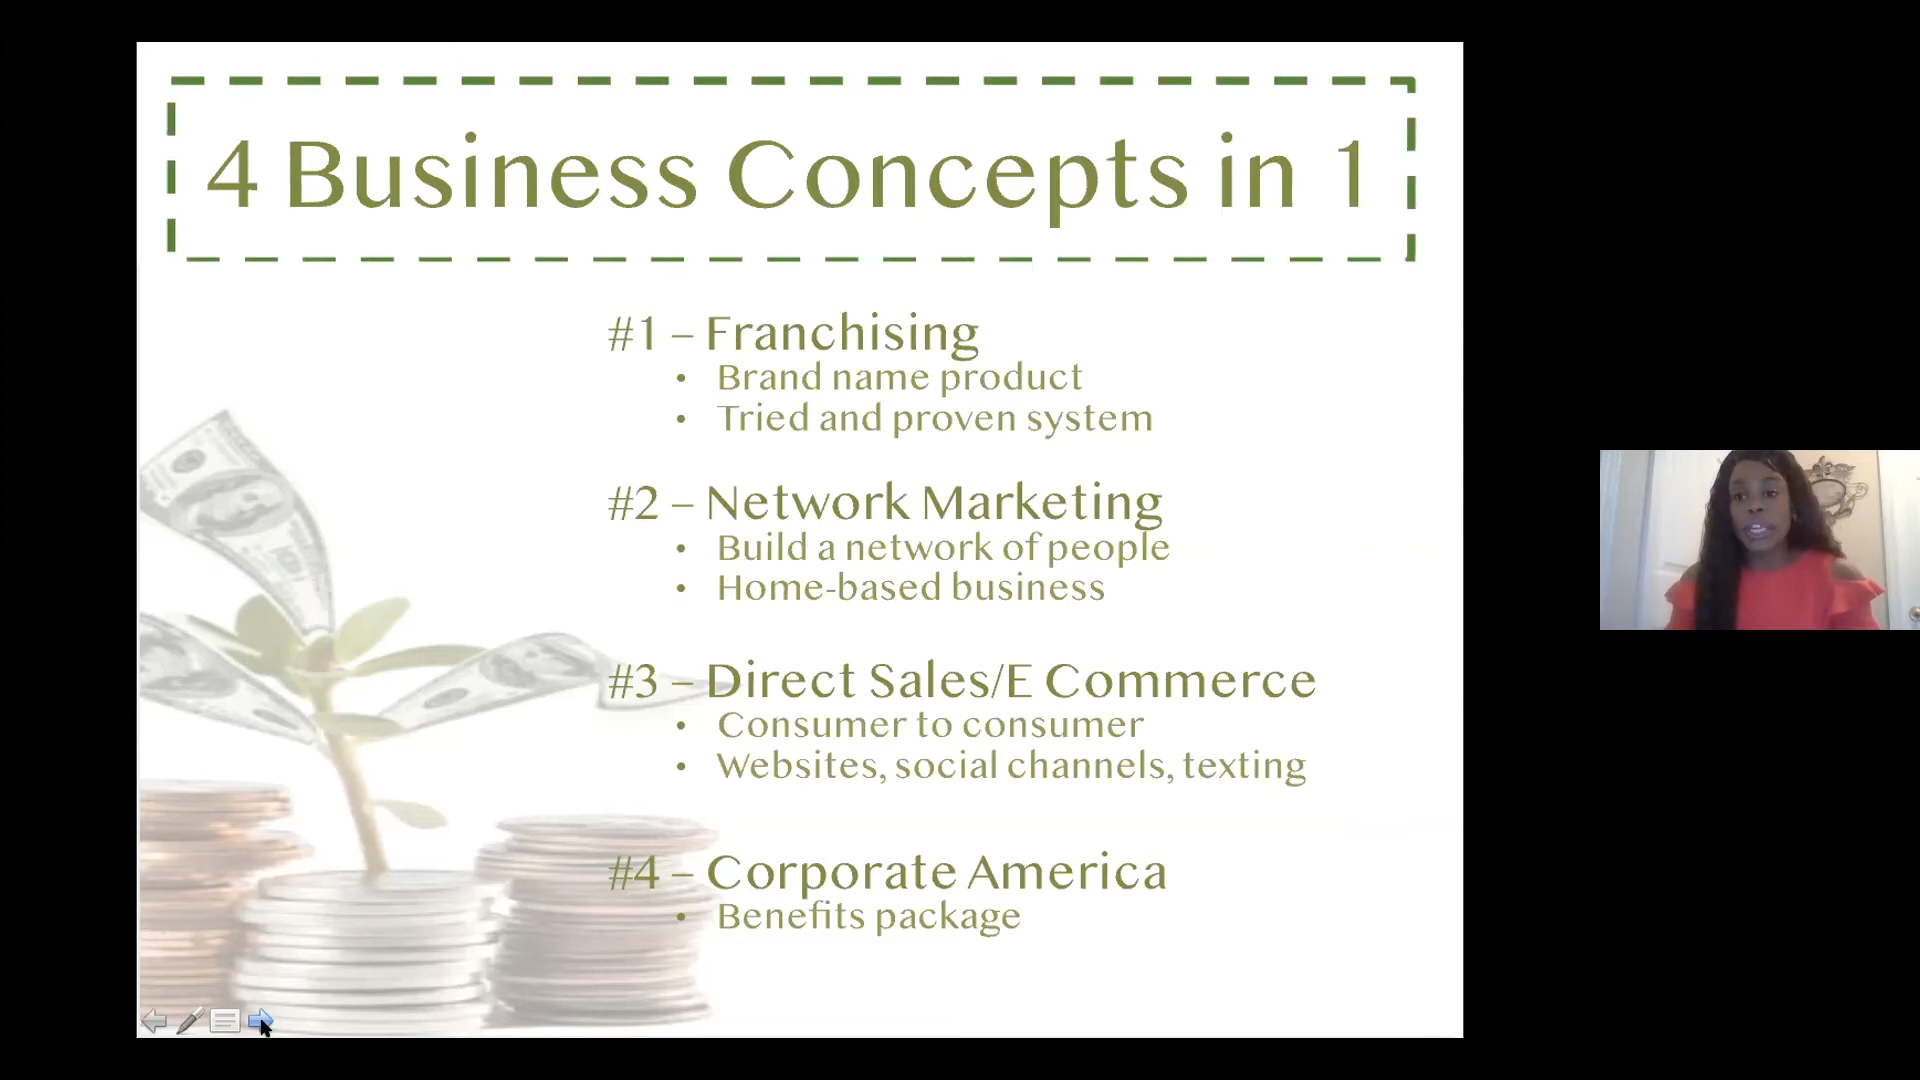 4 Business Concepts in 1
#1 – Franchising
• Brand name product
• Tried and proven system
#2 – Network Marketing
• Build a network of people
• Home-based business
#3 – Direct Sales/E Commerce
• Consumer to consumer
• Websites, social channels, texting
#4 – Corporate America
• Benefits package